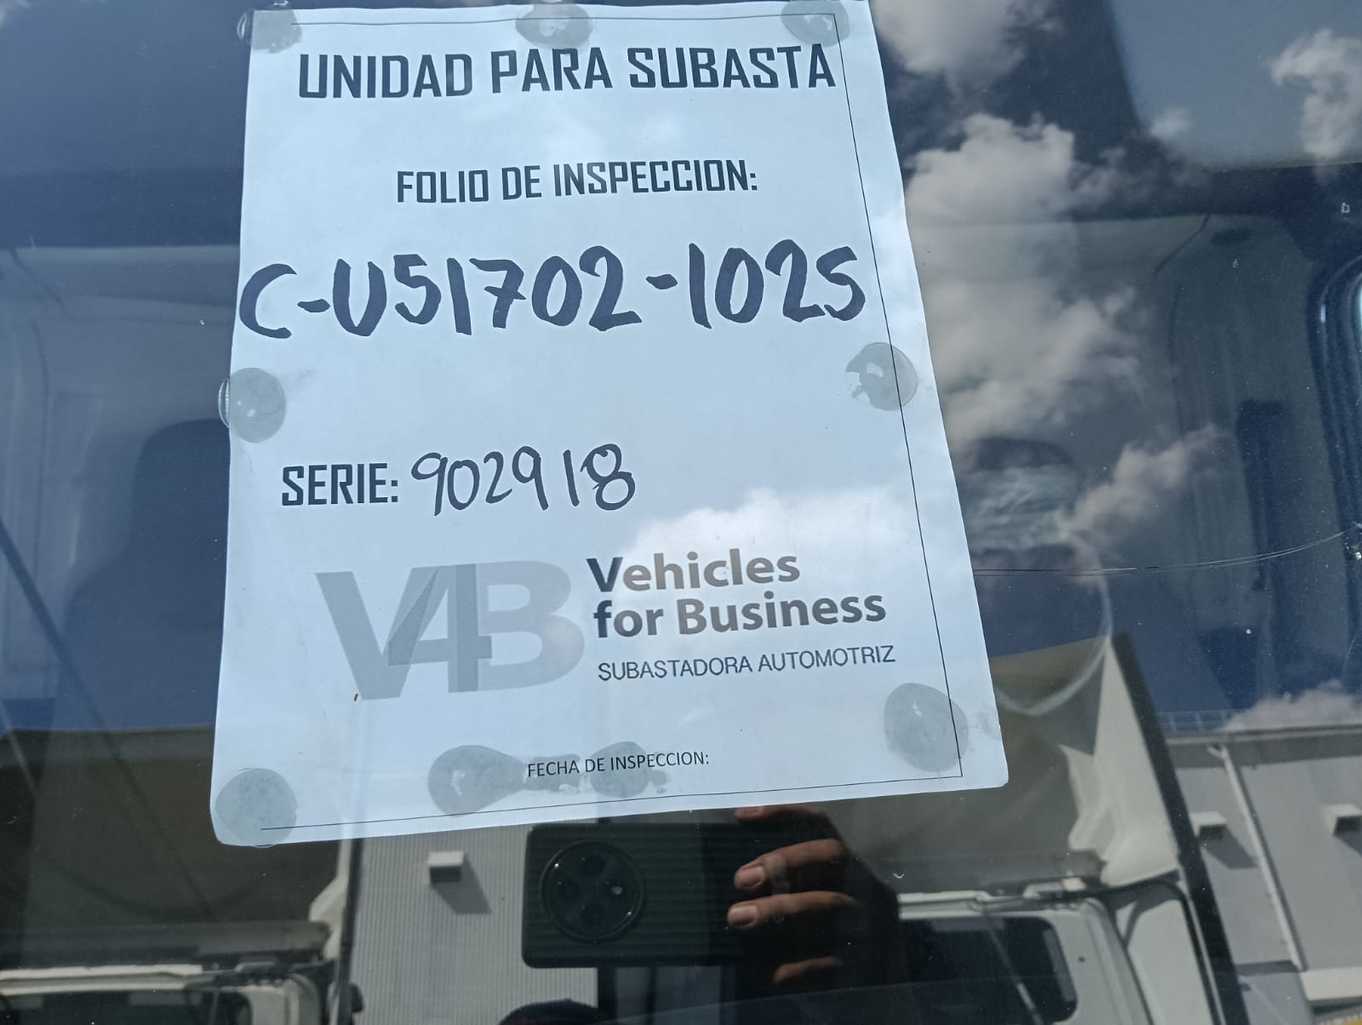 UNIDAD PARA SUBASTA
FOLIO DE INSPECCION:
C-U51702-1025
SERIE: 902918
V4B Vehicles
for Business
SUBASTADORA AUTOMOTRIZ
FECHA DE INSPECCION: